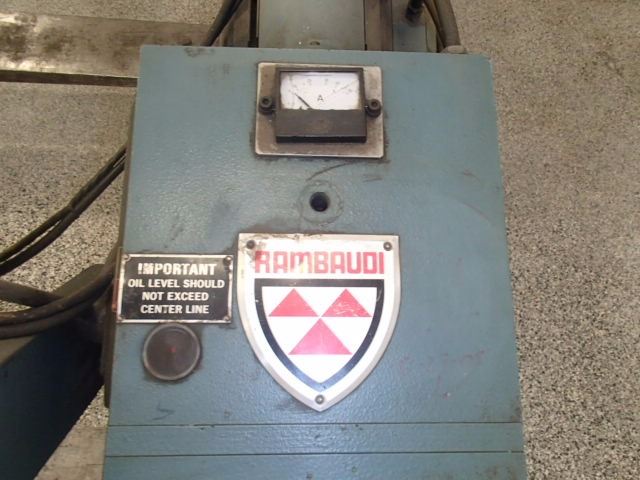 A
RAMBAUDI
IMPORTANT
OIL LEVEL SHOULD
NOT EXCEED
CENTER LINE